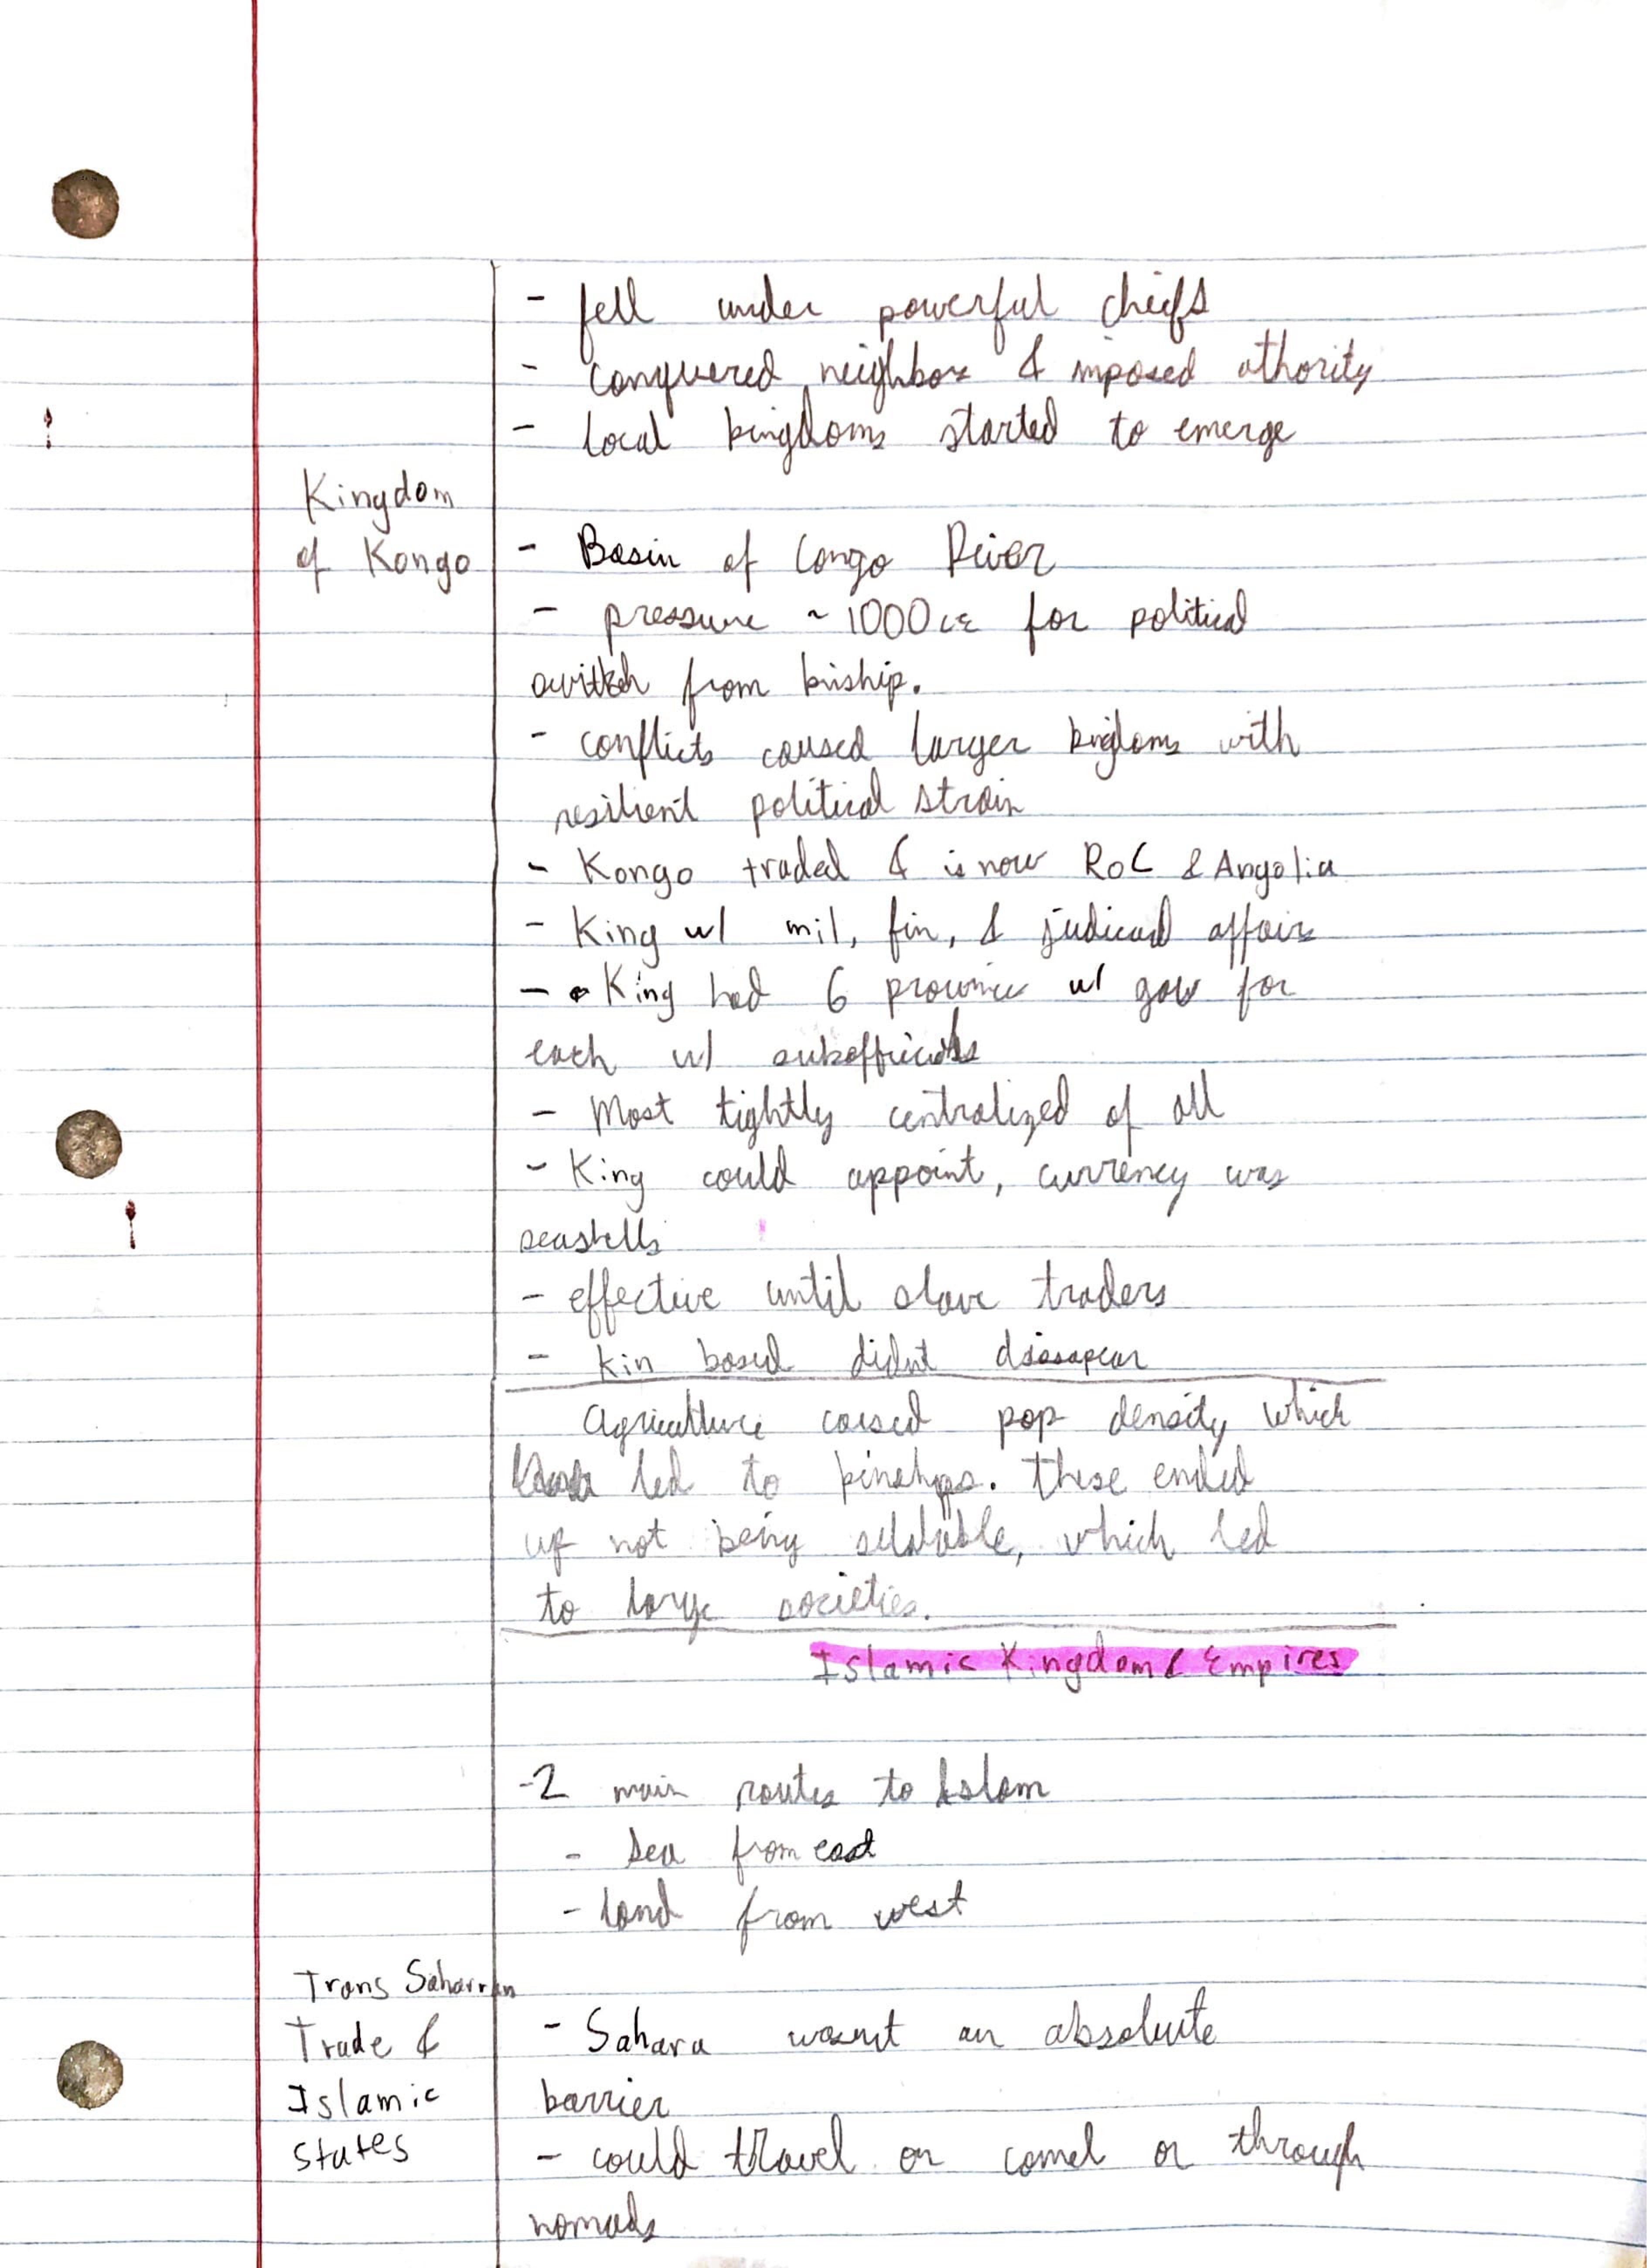 - fell under powerful chiefs
- conquered neighbors & imposed athority
- local kingdoms started to emerge
Kingdom
of Kongo
- Basin of Congo River
- pressure ~ 1000 CE for political
switch from kinship.
- conflicts caused larger kingdoms with
resilient political strain
- Kongo traded & is now RoC & Angolia
- King w/ mil, fin, & judicial affairs
- King had 6 province w/ gov for
each w/ subofficials
- Most tightly centralized of all
- King could appoint, currency was
seashells
- effective until slave traders
- kin based didnt dissapear
Agriculture caused pop density which
led to kinships. These ended
up not being , which led
to large societies.
Islamic Kingdom & Empires
-2 main routes to Islam
- Sea from east
- land from west
Trans Saharran
Trade &
Islamic
States
- Sahara wasnt an absolute
barrier
- could travel on camel or through
nomads